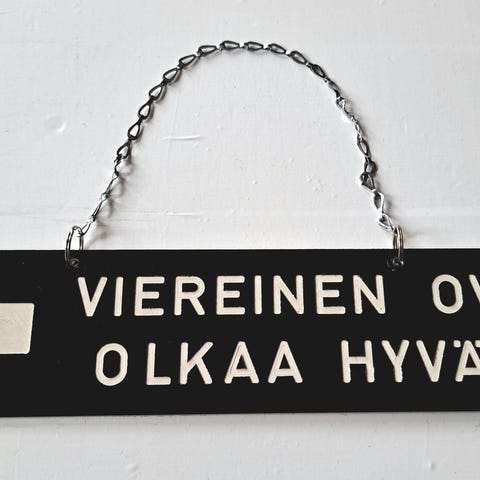 VIEREINEN OV
OLKAA HYVÄ